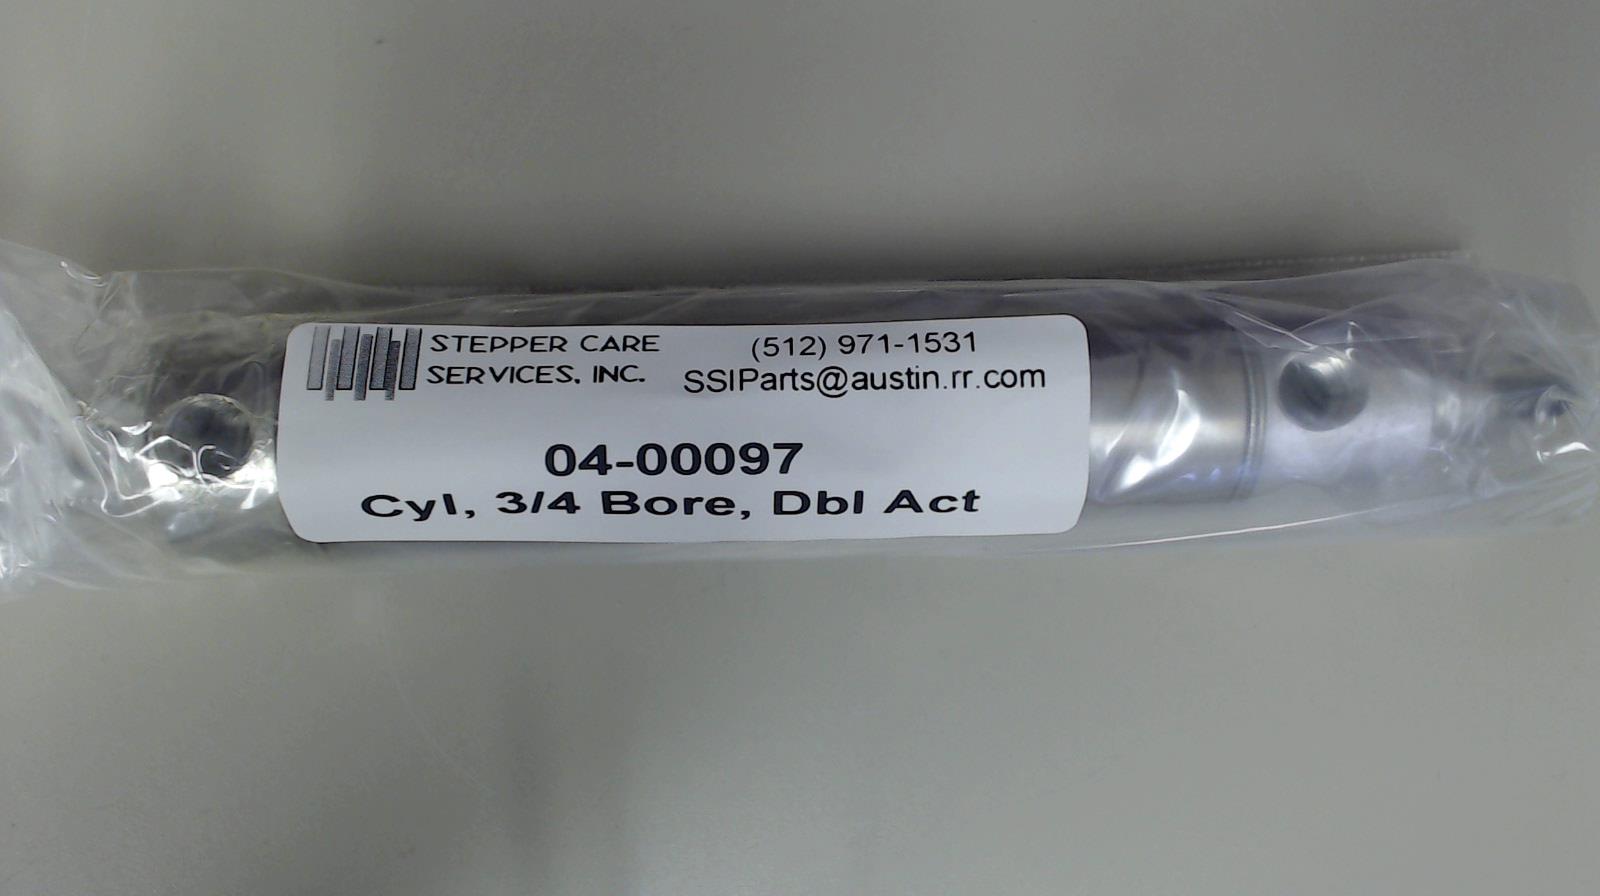 STEPPER CARE
SERVICES, INC.
(512) 971-1531
SSIParts@austin.rr.com
04-00097
Cyl, 3/4 Bore, Dbl Act